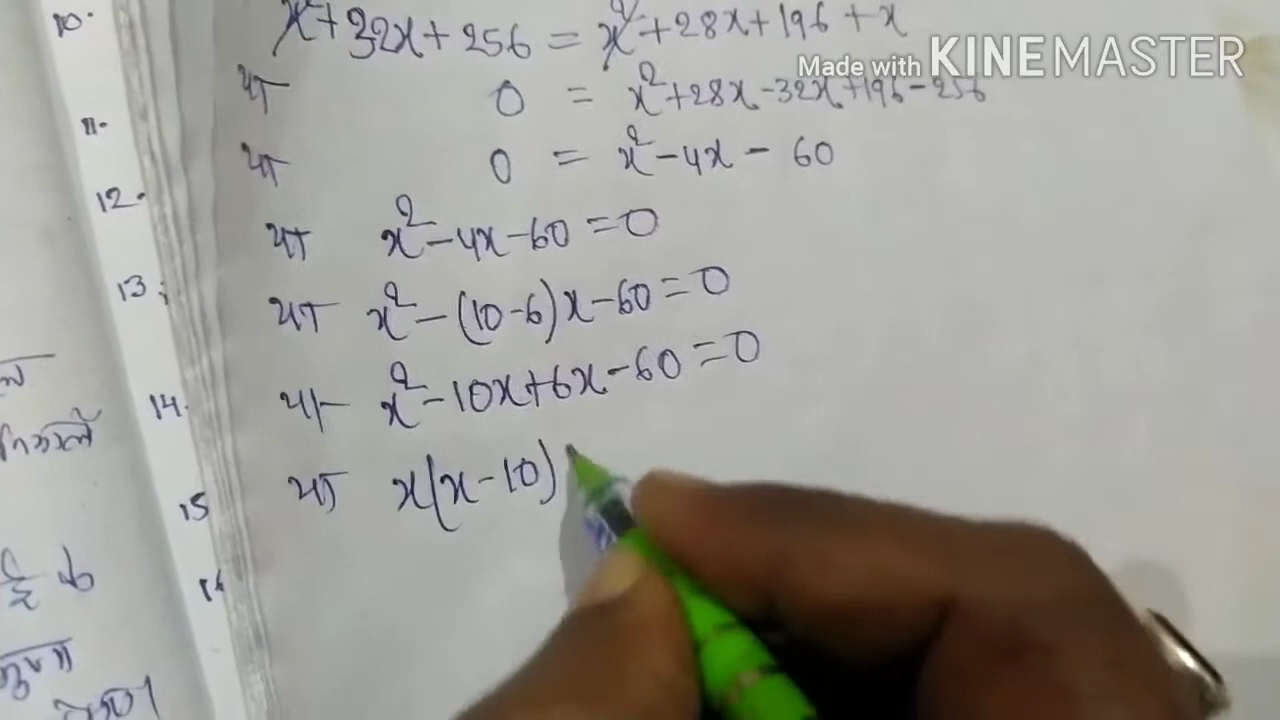 10.
x²+32x+256 = x²+28x+196+x
Made with KINEMASTER
या 0 = x²+28x-32x+196-256
11.
या 0 = x²-4x-60
12.
या x²-4x-60=0
13.
या x²-(10-6)x-60=0
14.
या x²-10x+6x-60=0
15
या x(x-10)
16